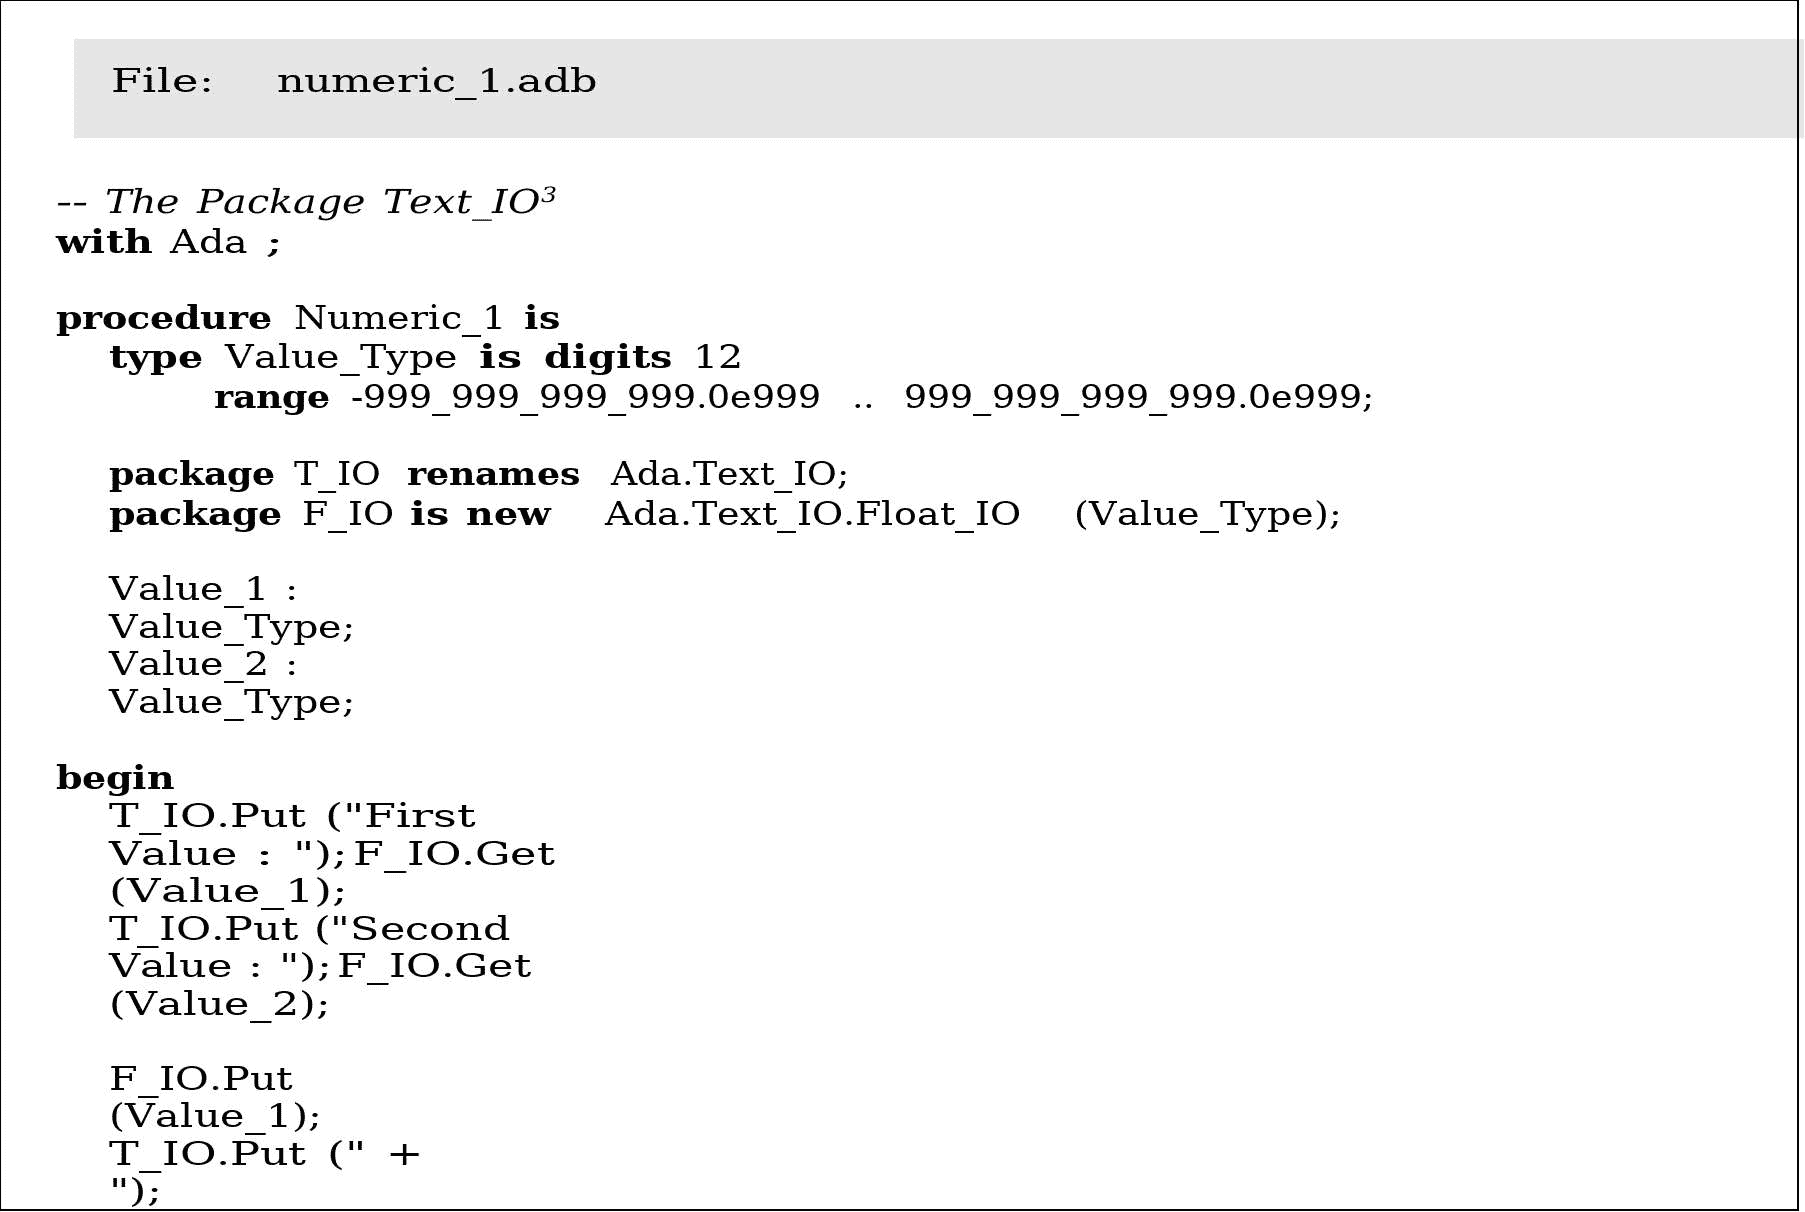 File: numeric_1.adb
-- The Package Text_IO³
with Ada ;
procedure Numeric_1 is
type Value_Type is digits 12
range -999_999_999_999.0e999 .. 999_999_999_999.0e999;
package T_IO renames Ada.Text_IO;
package F_IO is new Ada.Text_IO.Float_IO (Value_Type);
Value_1 :
Value_Type;
Value_2 :
Value_Type;
begin
T_IO.Put ("First
Value : "); F_IO.Get
(Value_1);
T_IO.Put ("Second
Value : "); F_IO.Get
(Value_2);
F_IO.Put
(Value_1);
T_IO.Put (" +
");